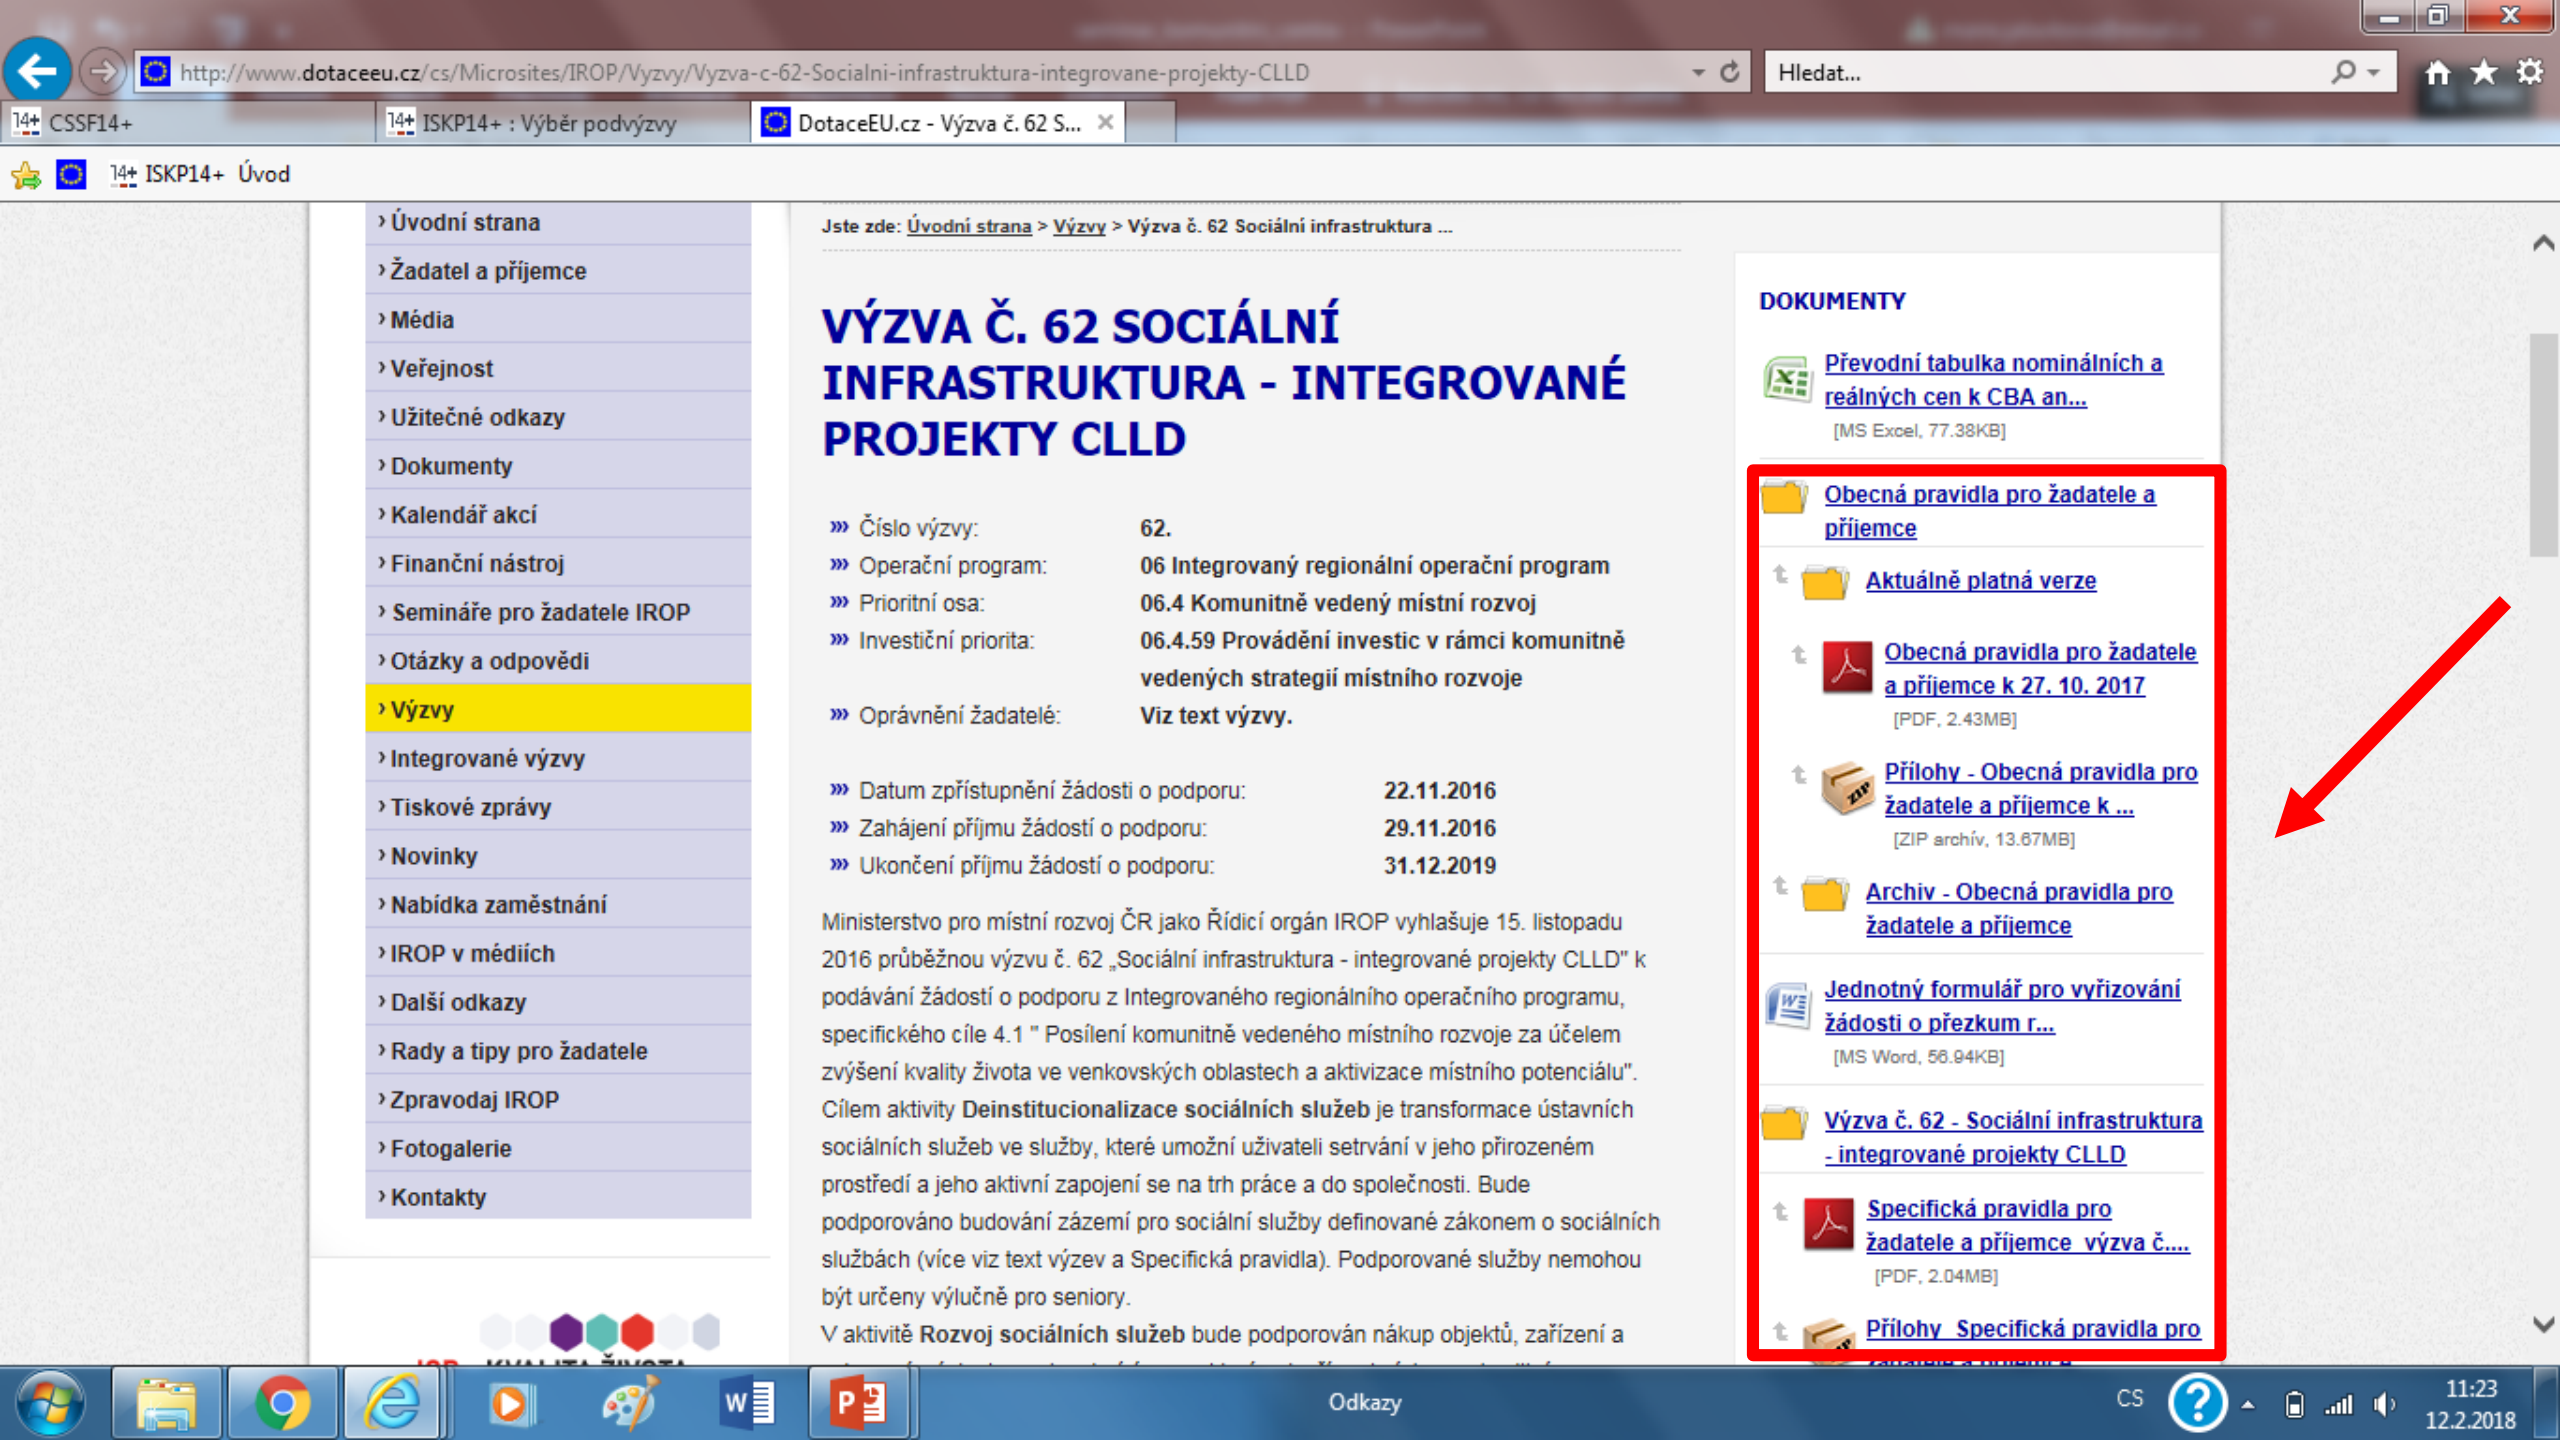 http://www.dotaceeu.cz/cs/Microsites/IROP/Vyzvy/Vyzva-c-62-Socialni-infrastruktura-integrovane-projekty-CLLD
Hledat...
14+ CSSF14+
14+ ISKP14+ : Výběr podvýzvy
DotaceEU.cz - Výzva č. 62 S...
14+ ISKP14+ Úvod
Úvodní strana
Žadatel a příjemce
Média
Veřejnost
Užitečné odkazy
Dokumenty
Kalendář akcí
Finanční nástroj
Semináře pro žadatele IROP
Otázky a odpovědi
Výzvy
Integrované výzvy
Tiskové zprávy
Novinky
Nabídka zaměstnání
IROP v médiích
Další odkazy
Rady a tipy pro žadatele
Zpravodaj IROP
Fotogalerie
Kontakty
KVALITA ŽIVOTA
Jste zde: Úvodní strana > Výzvy > Výzva č. 62 Sociální infrastruktura ...
VÝZVA Č. 62 SOCIÁLNÍ
INFRASTRUKTURA - INTEGROVANÉ
PROJEKTY CLLD
Číslo výzvy: 62.
Operační program: 06 Integrovaný regionální operační program
Prioritní osa: 06.4 Komunitně vedený místní rozvoj
Investiční priorita: 06.4.59 Provádění investic v rámci komunitně
vedených strategií místního rozvoje
Oprávnění žadatelé: Viz text výzvy.
Datum zpřístupnění žádosti o podporu: 22.11.2016
Zahájení příjmu žádostí o podporu: 29.11.2016
Ukončení příjmu žádostí o podporu: 31.12.2019
Ministerstvo pro místní rozvoj ČR jako Řídicí orgán IROP vyhlašuje 15. listopadu
2016 průběžnou výzvu č. 62 „Sociální infrastruktura - integrované projekty CLLD" k
podávání žádostí o podporu z Integrovaného regionálního operačního programu,
specifického cíle 4.1 " Posílení komunitně vedeného místního rozvoje za účelem
zvýšení kvality života ve venkovských oblastech a aktivizace místního potenciálu".
Cílem aktivity Deinstitucionalizace sociálních služeb je transformace ústavních
sociálních služeb ve služby, které umožní uživateli setrvání v jeho přirozeném
prostředí a jeho aktivní zapojení se na trh práce a do společnosti. Bude
podporováno budování zázemí pro sociální služby definované zákonem o sociálních
službách (více viz text výzev a Specifická pravidla). Podporované služby nemohou
být určeny výlučně pro seniory.
V aktivitě Rozvoj sociálních služeb bude podporován nákup objektů, zařízení a
DOKUMENTY
Převodní tabulka nominálních a
reálných cen k CBA an...
[MS Excel, 77.38KB]
Obecná pravidla pro žadatele a
příjemce
Aktuálně platná verze
Obecná pravidla pro žadatele
a příjemce k 27. 10. 2017
[PDF, 2.43MB]
Přílohy - Obecná pravidla pro
žadatele a příjemce k ...
[ZIP archív, 13.67MB]
Archiv - Obecná pravidla pro
žadatele a příjemce
Jednotný formulář pro vyřizování
žádosti o přezkum r...
[MS Word, 56.94KB]
Výzva č. 62 - Sociální infrastruktura
- integrované projekty CLLD
Specifická pravidla pro
žadatele a příjemce_výzva č....
[PDF, 2.04MB]
Přílohy_Specifická pravidla pro
Odkazy
CS
11:23
12.2.2018